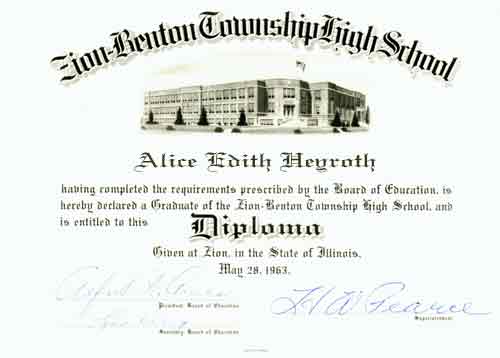 Zion-Benton Township High School
Alice Edith Heyroth
having completed the requirements prescribed by the Board of Education, is
hereby declared a Graduate of the Zion-Benton Township High School, and
is entitled to this Diploma
Given at Zion, in the State of Illinois,
May 28, 1963.
President Board of Education
H W Pearce
Superintendent
Secretary Board of Education